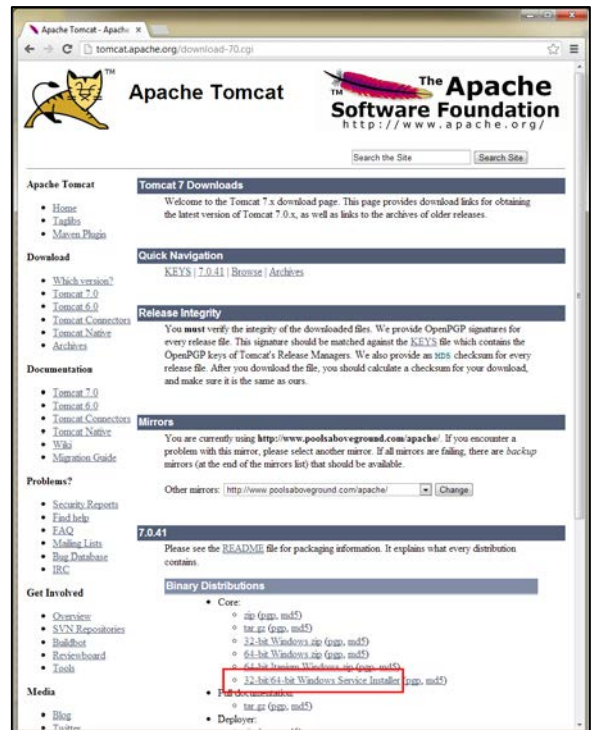 Apache Tomcat - Apache
tomcat.apache.org/download-70.cgi
TM
Apache Tomcat
TM
The Apache
Software Foundation
http://www.apache.org/
Search the Site
Search Site
Apache Tomcat
• Home
• Taglibs
• Maven Plugin
Download
• Which version?
• Tomcat 7.0
• Tomcat 6.0
• Tomcat Connectors
• Tomcat Native
• Archives
Documentation
• Tomcat 7.0
• Tomcat 6.0
• Tomcat Connectors
• Tomcat Native
• Wiki
• Migration Guide
Problems?
• Security Reports
• Find help
• FAQ
• Mailing Lists
• Bug Database
• IRC
Get Involved
• Overview
• SVN Repositories
• Buildbot
• Reviewboard
• Tools
Media
• Blog
• Twitter
Tomcat 7 Downloads
Welcome to the Tomcat 7.x download page. This page provides download links for obtaining
the latest version of Tomcat 7.0.x, as well as links to the archives of older releases.
Quick Navigation
KEYS | 7.0.41 | Browse | Archives
Release Integrity
You must verify the integrity of the downloaded files. We provide OpenPGP signatures for
every release file. This signature should be matched against the KEYS file which contains the
OpenPGP keys of Tomcat's Release Managers. We also provide an MD5 checksum for every
release file. After you download the file, you should calculate a checksum for your download,
and make sure it is the same as ours.
Mirrors
You are currently using http://www.poolsaboveground.com/apache/. If you encounter a
problem with this mirror, please select another mirror. If all mirrors are failing, there are backup
mirrors (at the end of the mirrors list) that should be available.
Other mirrors: http://www.poolsaboveground.com/apache/ Change
7.0.41
Please see the README file for packaging information. It explains what every distribution
contains.
Binary Distributions
• Core:
zip (pgp, md5)
tar.gz (pgp, md5)
32-bit Windows zip (pgp, md5)
64-bit Windows zip (pgp, md5)
64-bit Itanium Windows zip (pgp, md5)
32-bit/64-bit Windows Service Installer (pgp, md5)
• Full documentation:
tar.gz (pgp, md5)
• Deployer: